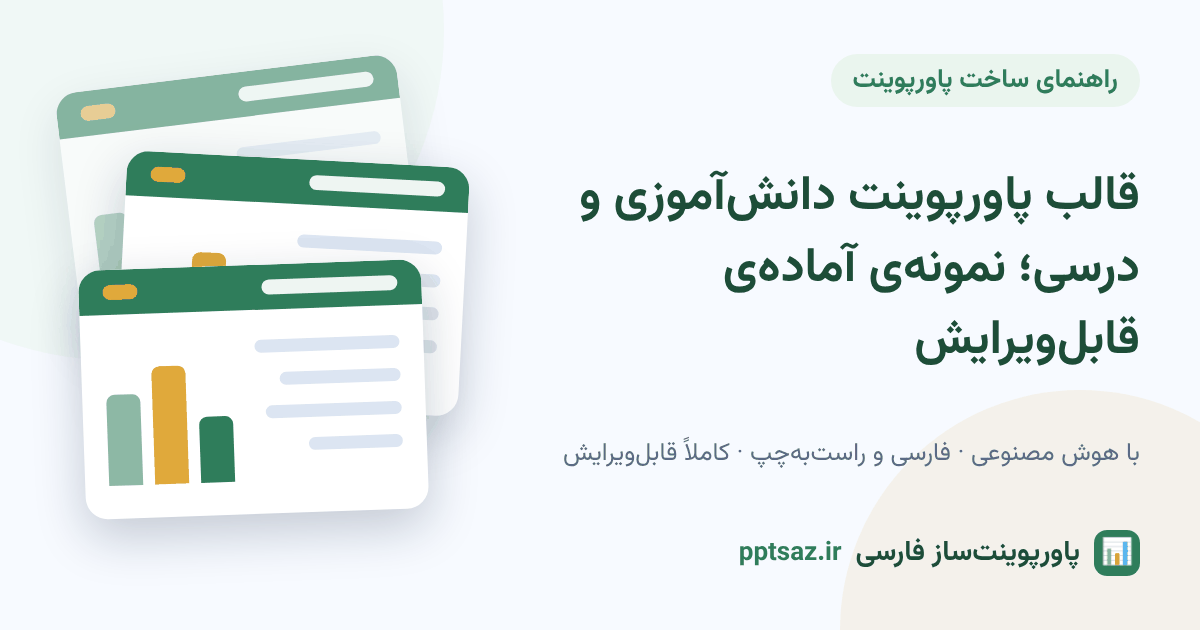 راهنمای ساخت پاورپوینت
قالب پاورپوینت دانش‌آموزی و
درسی؛ نمونه‌ی آماده‌ی
قابل‌ویرایش
با هوش مصنوعی · فارسی و راست‌به‌چپ · کاملاً قابل‌ویرایش
پاورپوینت‌ساز فارسی pptsaz.ir